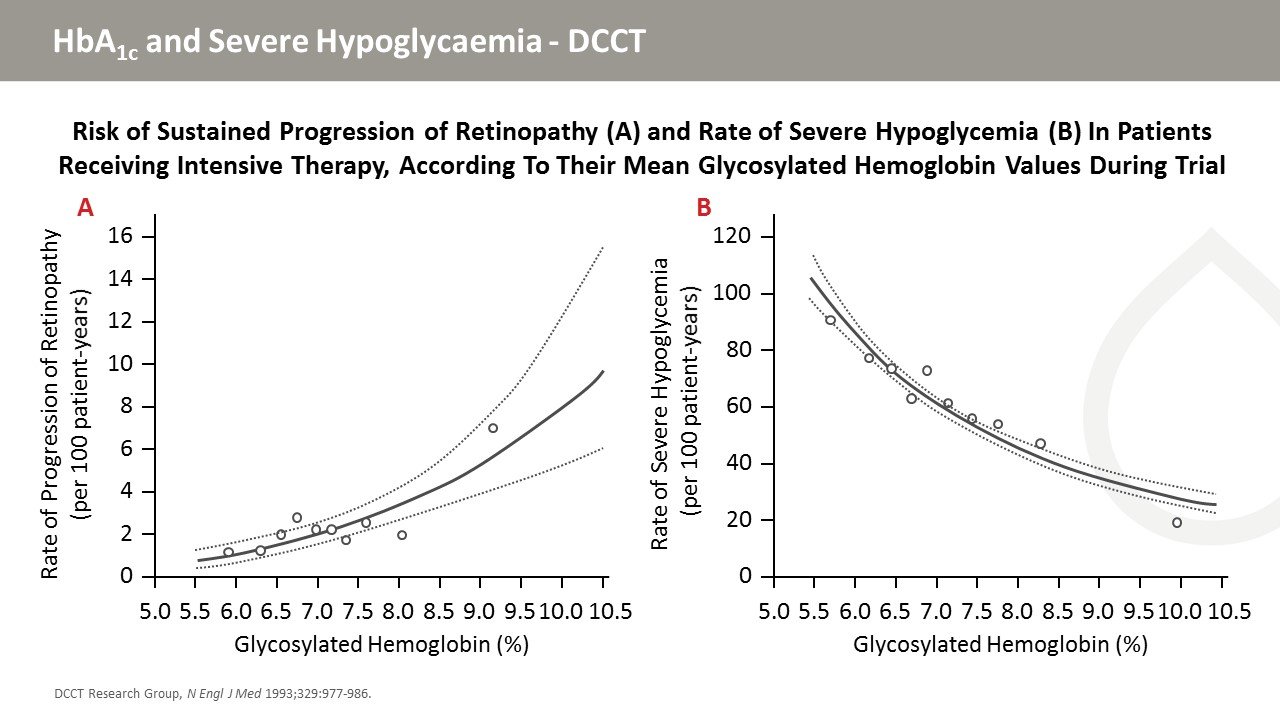 HbA1c and Severe Hypoglycaemia - DCCT
Risk of Sustained Progression of Retinopathy (A) and Rate of Severe Hypoglycemia (B) In Patients
Receiving Intensive Therapy, According To Their Mean Glycosylated Hemoglobin Values During Trial
A
Rate of Progression of Retinopathy
(per 100 patient-years)
16
14
12
10
8
6
4
2
0
5.0 5.5 6.0 6.5 7.0 7.5 8.0 8.5 9.0 9.5 10.0 10.5
Glycosylated Hemoglobin (%)
B
Rate of Severe Hypoglycemia
(per 100 patient-years)
120
100
80
60
40
20
0
5.0 5.5 6.0 6.5 7.0 7.5 8.0 8.5 9.0 9.5 10.0 10.5
Glycosylated Hemoglobin (%)
DCCT Research Group, N Engl J Med 1993;329:977-986.